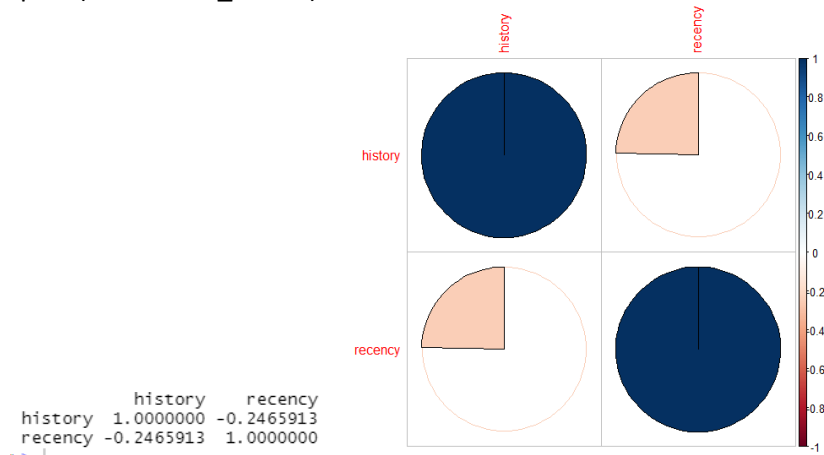 history recency
history
recency
1
0.8
0.6
0.4
0.2
0
-0.2
-0.4
-0.6
-0.8
-1
history recency
history 1.0000000 -0.2465913
recency -0.2465913 1.0000000